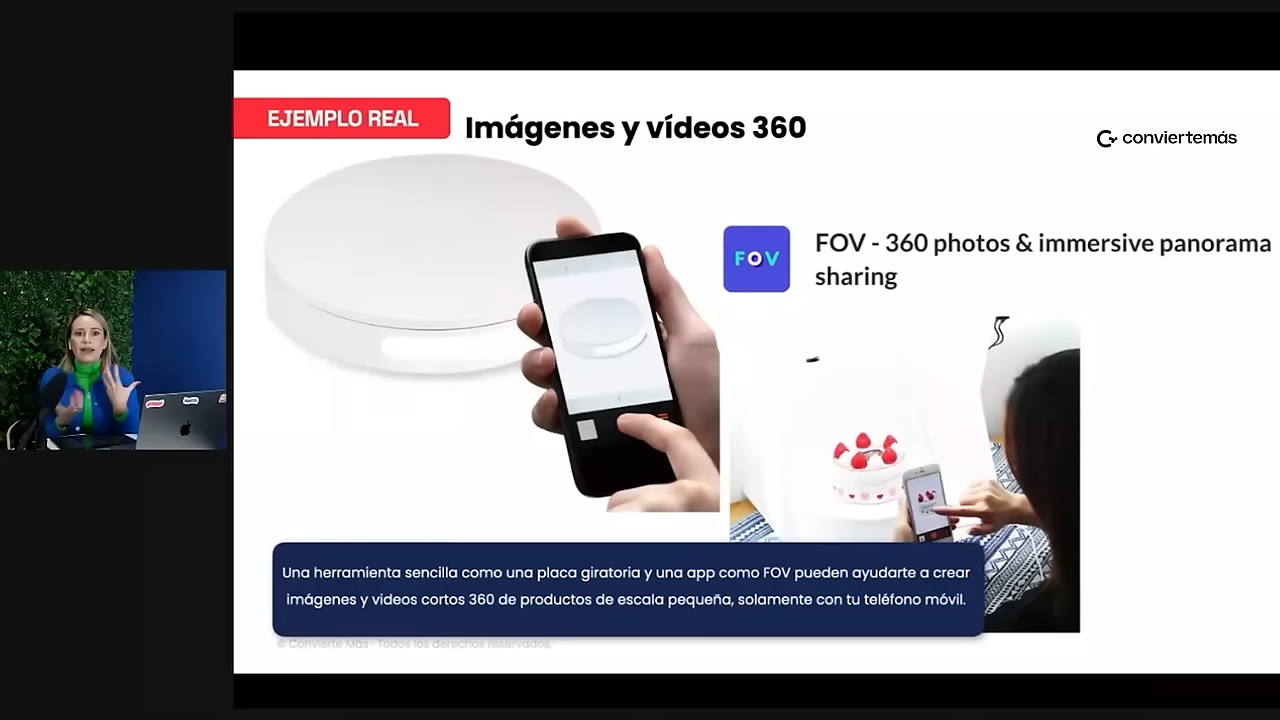 EJEMPLO REAL
Imágenes y vídeos 360
conviertemás
FOV
FOV - 360 photos & immersive panorama
sharing
Una herramienta sencilla como una placa giratoria y una app como FOV pueden ayudarte a crear
imágenes y videos cortos 360 de productos de escala pequeña, solamente con tu teléfono móvil.
© Convierte Más - Todos los derechos reservados.